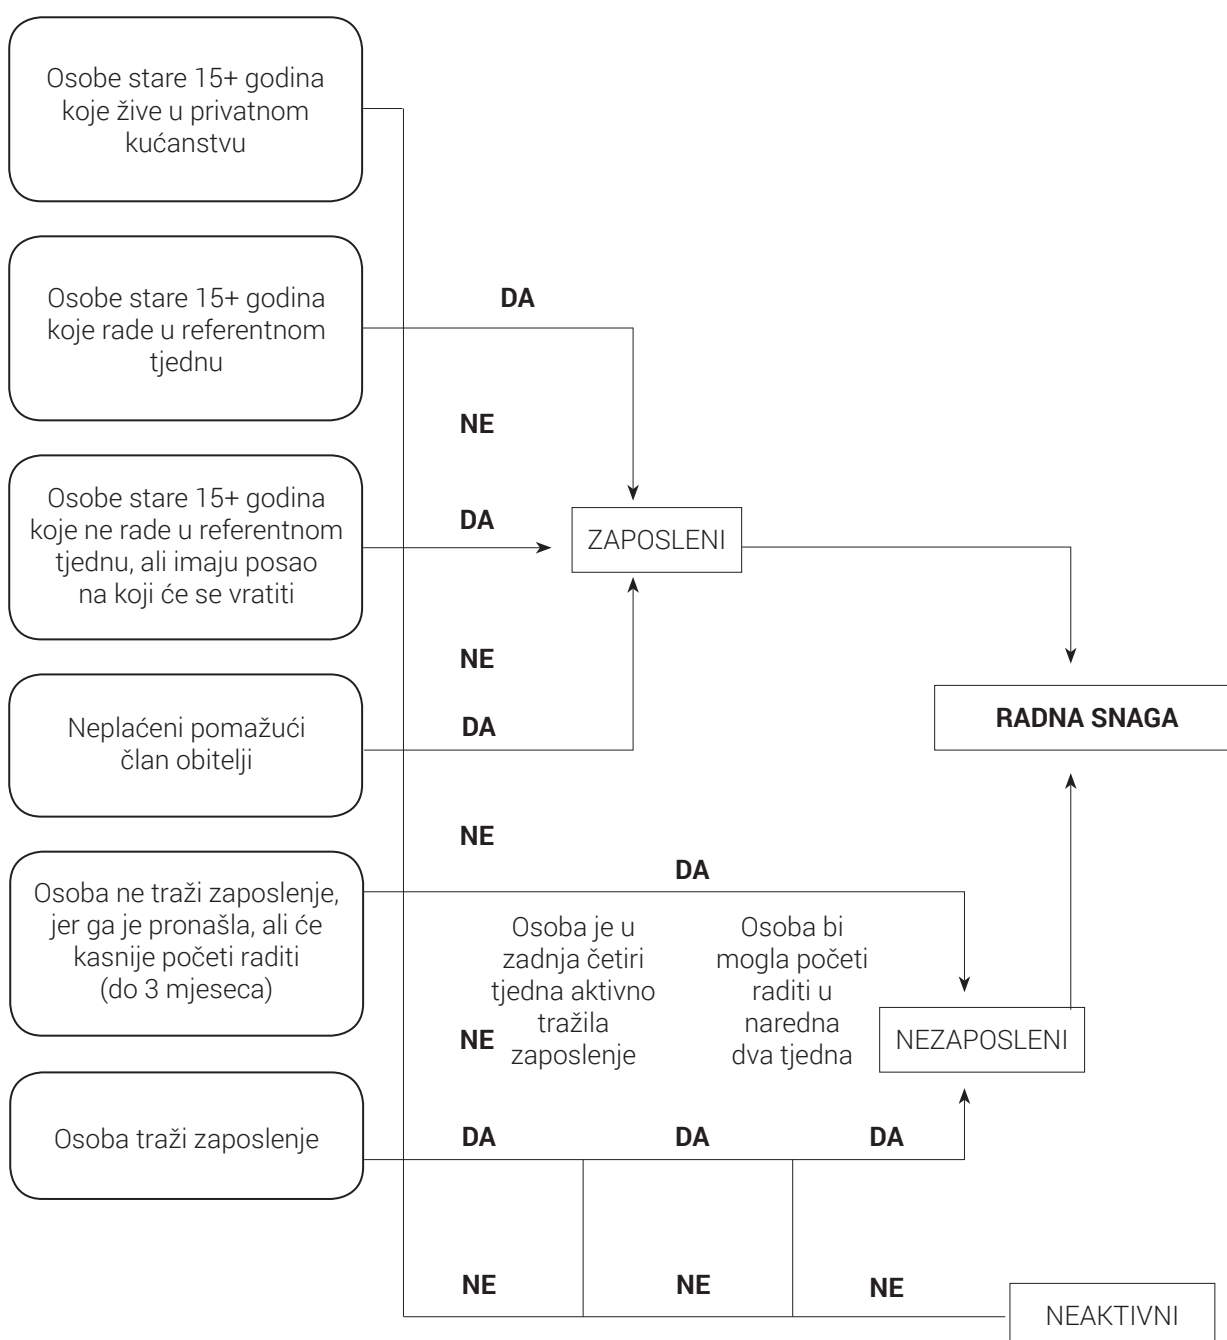 Osobe stare 15+ godina
koje žive u privatnom
kućanstvu
Osobe stare 15+ godina
koje rade u referentnom
tjednu
DA
NE
Osobe stare 15+ godina
koje ne rade u referentnom
tjednu, ali imaju posao
na koji će se vratiti
DA
ZAPOSLENI
NE
Neplaćeni pomažući
član obitelji
DA
RADNA SNAGA
NE
DA
Osoba ne traži zaposlenje,
jer ga je pronašla, ali će
kasnije početi raditi
(do 3 mjeseca)
Osoba je u
zadnja četiri
tjedna aktivno
tražila
zaposlenje
Osoba bi
mogla početi
raditi u
naredna
dva tjedna
NE
NEZAPOSLENI
Osoba traži zaposlenje
DA
DA
DA
NE
NE
NE
NEAKTIVNI